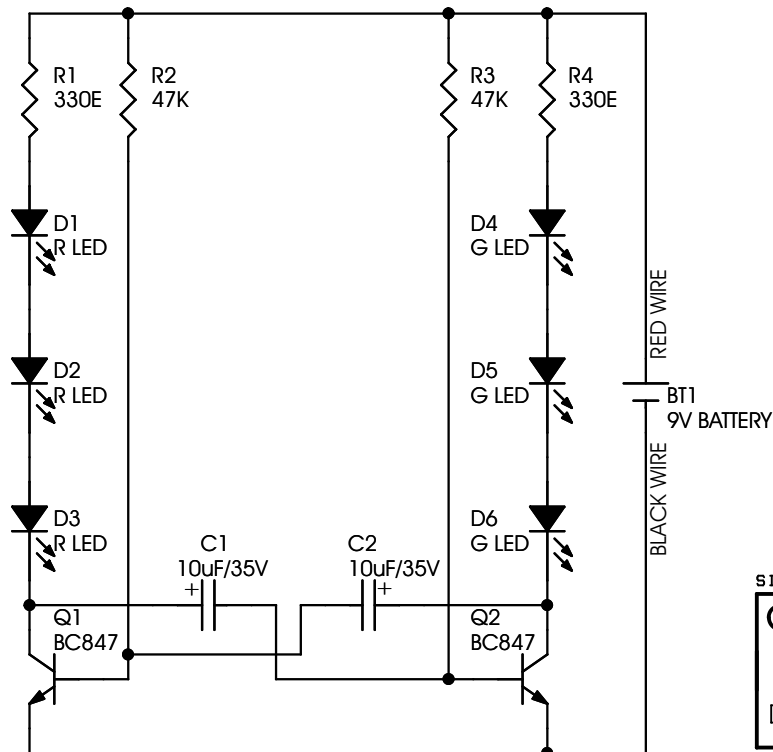 R1
330E
R2
47K
R3
47K
R4
330E
D1
R LED
D4
G LED
RED WIRE
D2
R LED
D5
G LED
BT1
9V BATTERY
BLACK WIRE
D3
R LED
D6
G LED
C1
10uF/35V
+
C2
10uF/35V
+
Q1
BC847
Q2
BC847